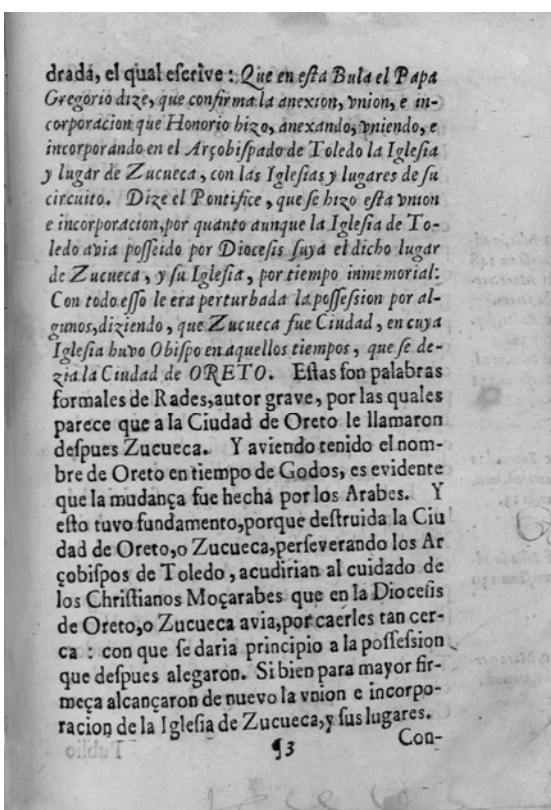 drada, el qual eſcrive: Que en eſta Bula el Papa
Gregorio dize, que confirma la anexion, vnion, e in-
corporacion que Honorio hizo, anexando, vniendo, e
incorporando en el Arçobiſpado de Toledo la Igleſia
y lugar de Zucueca, con las Igleſias y lugares de ſu
circuito. Dize el Pontifice, que ſe hizo eſta vnion
e incorporacion, por quanto aunque la Igleſia de To-
ledo avia poſſeido por Dioceſis ſuya el dicho lugar
de Zucueca, y ſu Igleſia, por tiempo inmemorial:
Con todo eſſo le era perturbada la poſſeſsion por al-
gunos, diziendo, que Zucueca fue Ciudad, en cuya
Igleſia huvo Obiſpo en aquellos tiempos, que ſe de-
zia la Ciudad de ORETO. Eſtas ſon palabras
formales de Rades, autor grave, por las quales
parece que a la Ciudad de Oreto le llamaron
deſpues Zucueca. Y aviendo tenido el nom-
bre de Oreto en tiempo de Godos, es evidente
que la mudança fue hecha por los Arabes. Y
eſto tuvo fundamento, porque deſtruida la Ciu
dad de Oreto, o Zucueca, perſeverando los Ar
çobiſpos de Toledo, acudirian al cuidado de
los Chriſtianos Moçarabes que en la Dioceſis
de Oreto, o Zucueca avia, por caerles tan cer-
ca : con que ſe daria principio a la poſſeſsion
que deſpues alegaron. Si bien para mayor fir-
meça alcançaron de nuevo la vnion e incorpo-
racion de la Igleſia de Zucueca, y ſus lugares.
¶3 Con-